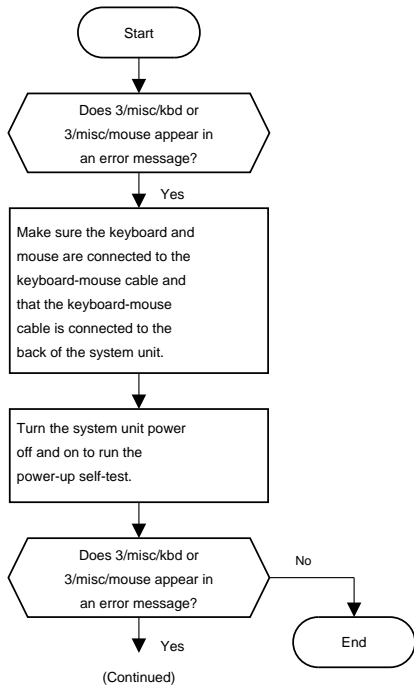 Start
Does 3/misc/kbd or
3/misc/mouse appear in
an error message?
Yes
Make sure the keyboard and
mouse are connected to the
keyboard-mouse cable and
that the keyboard-mouse
cable is connected to the
back of the system unit.
Turn the system unit power
off and on to run the
power-up self-test.
Does 3/misc/kbd or
3/misc/mouse appear in
an error message?
No
End
Yes
(Continued)